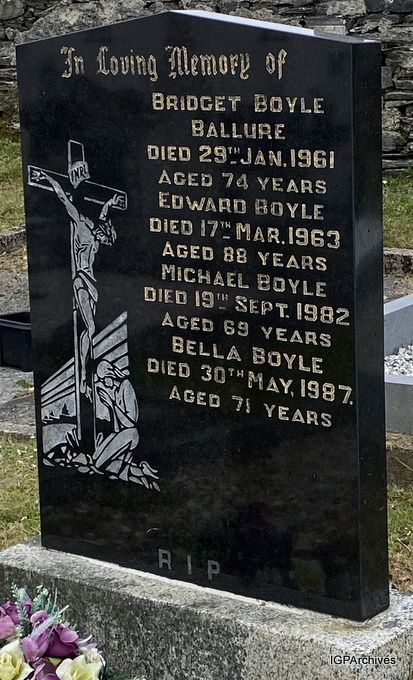 In Loving Memory of
BRIDGET BOYLE
BALLURE
DIED 29TH JAN. 1961
AGED 74 YEARS
EDWARD BOYLE
DIED 17TH MAR. 1963
AGED 88 YEARS
MICHAEL BOYLE
DIED 19TH SEPT. 1982
AGED 69 YEARS
BELLA BOYLE
DIED 30TH MAY, 1987.
AGED 71 YEARS
INRI
R I P
IGPArchives